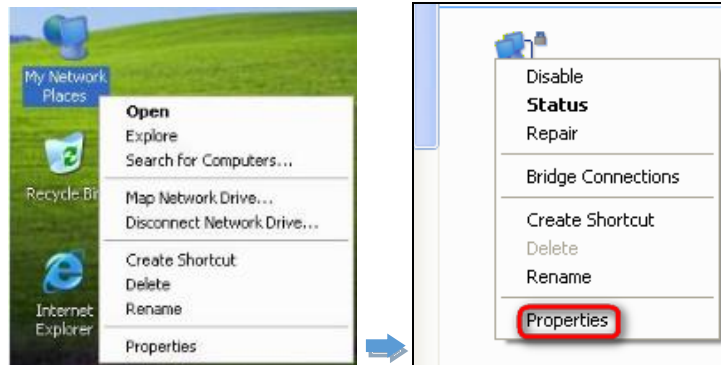 My Network
Places
Recycle Bin
Internet
Explorer
Open
Explore
Search for Computers...
Map Network Drive...
Disconnect Network Drive...
Create Shortcut
Delete
Rename
Properties
Disable
Status
Repair
Bridge Connections
Create Shortcut
Delete
Rename
Properties